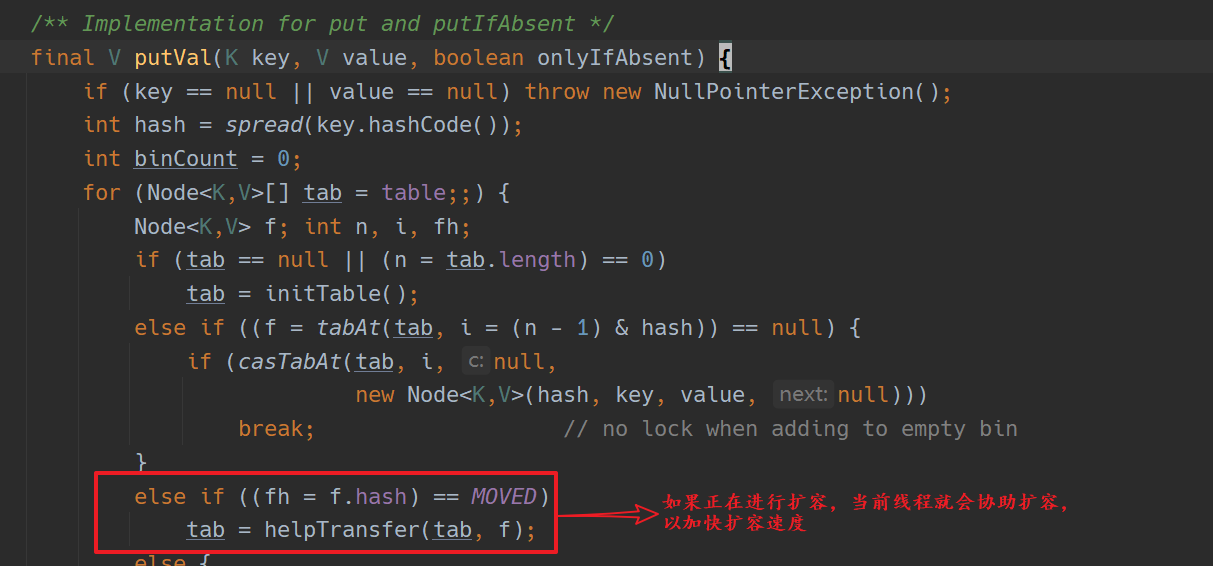 /** Implementation for put and putIfAbsent */
final V putVal(K key, V value, boolean onlyIfAbsent) {
if (key == null || value == null) throw new NullPointerException();
int hash = spread(key.hashCode());
int binCount = 0;
for (Node<K,V>[] tab = table;;) {
Node<K,V> f; int n, i, fh;
if (tab == null || (n = tab.length) == 0)
tab = initTable();
else if ((f = tabAt(tab, i = (n - 1) & hash)) == null) {
if (casTabAt(tab, i, c: null,
new Node<K,V>(hash, key, value, next: null)))
break; // no lock when adding to empty bin
}
else if ((fh = f.hash) == MOVED)
tab = helpTransfer(tab, f);
如果正在进行扩容，当前线程就会协助扩容，
以加快扩容速度
else {